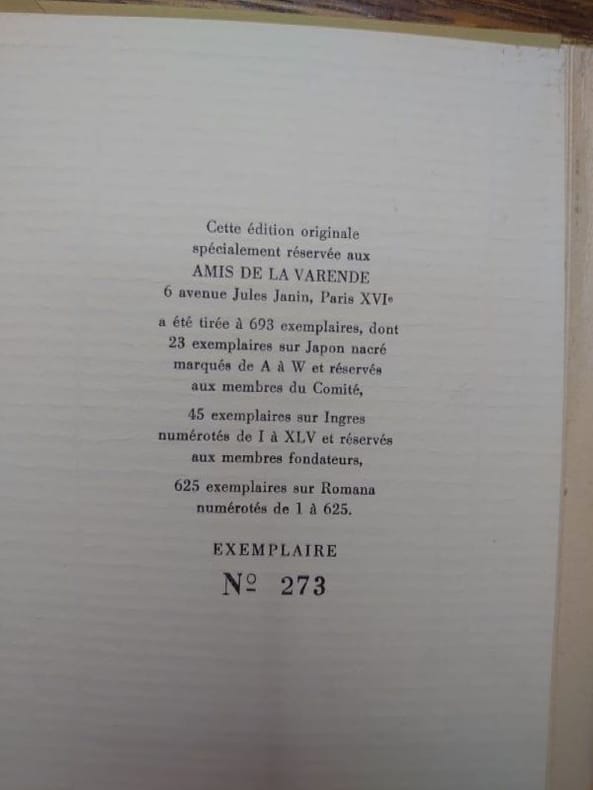 Cette édition originale
spécialement réservée aux
AMIS DE LA VARENDE
6 avenue Jules Janin, Paris XVIᵉ
a été tirée à 693 exemplaires, dont
23 exemplaires sur Japon nacré
marqués de A à W et réservés
aux membres du Comité,
45 exemplaires sur Ingres
numérotés de I à XLV et réservés
aux membres fondateurs,
625 exemplaires sur Romana
numérotés de 1 à 625.
EXEMPLAIRE
Nº 273